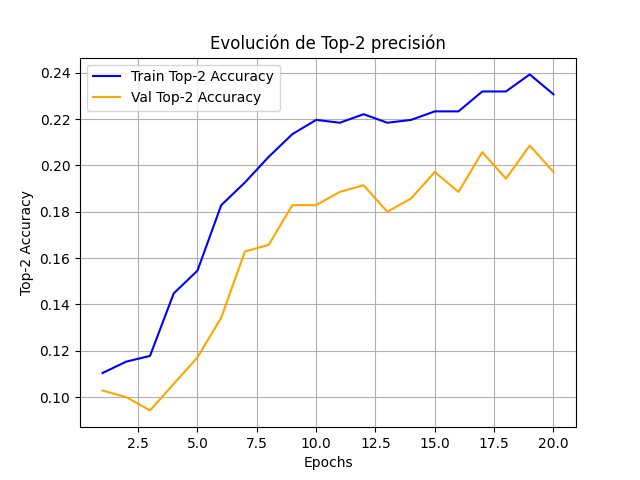 Evolución de Top-2 precisión
Train Top-2 Accuracy
Val Top-2 Accuracy
Top-2 Accuracy
0.24
0.22
0.20
0.18
0.16
0.14
0.12
0.10
2.5 5.0 7.5 10.0 12.5 15.0 17.5 20.0
Epochs